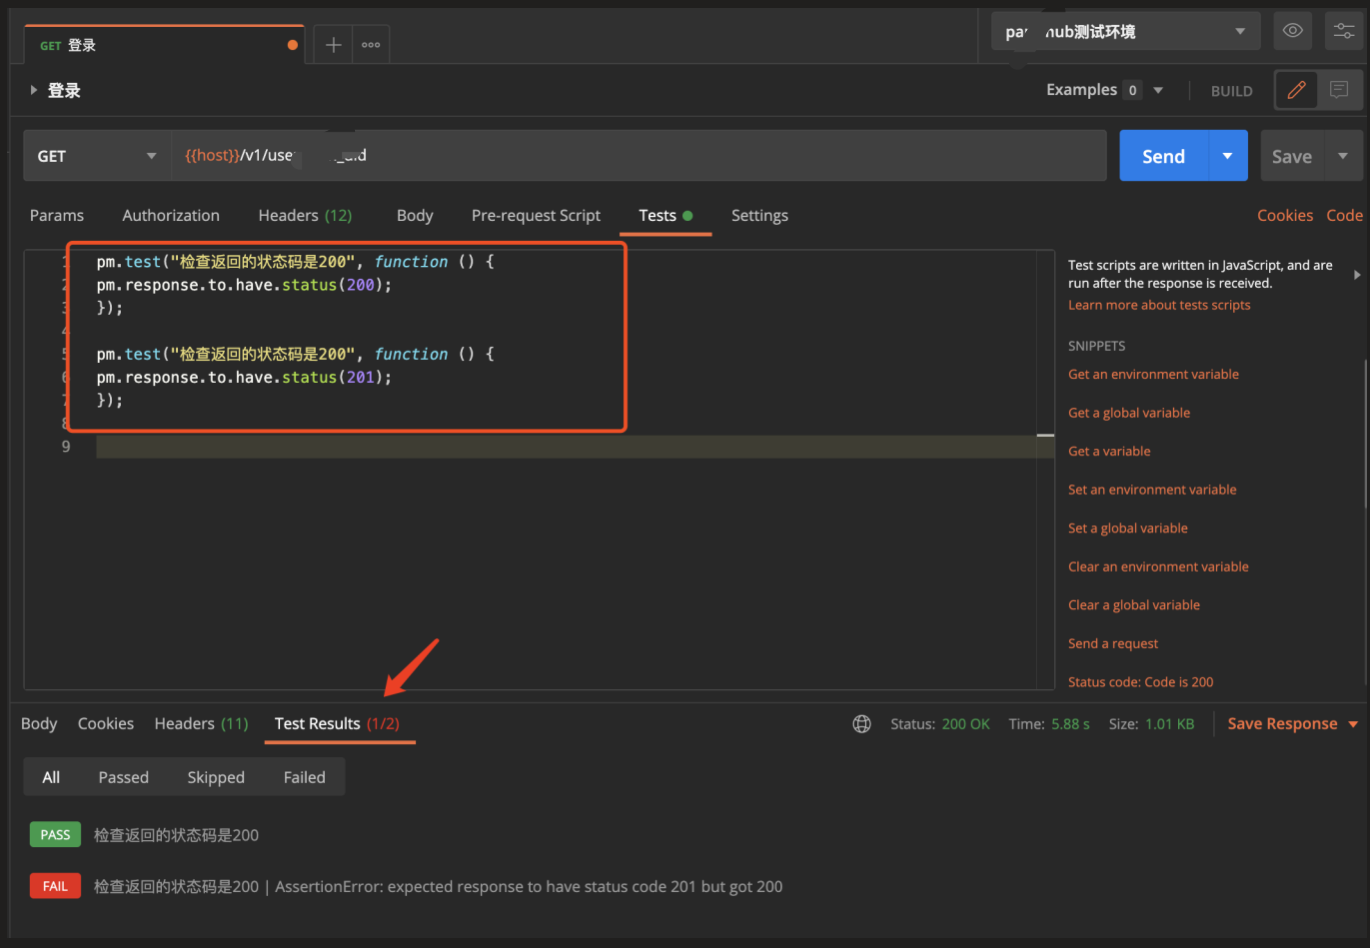 GET 登录
hub测试环境
登录
Examples 0
BUILD
GET
{{host}}/v1/use
Send
Save
Params Authorization Headers (12) Body Pre-request Script Tests Settings
Cookies Code
1 pm.test("检查返回的状态码是200", function () {
2 pm.response.to.have.status(200);
3 });
4
5 pm.test("检查返回的状态码是200", function () {
6 pm.response.to.have.status(201);
7 });
8
9
Test scripts are written in JavaScript, and are
run after the response is received.
Learn more about tests scripts
SNIPPETS
Get an environment variable
Get a global variable
Get a variable
Set an environment variable
Set a global variable
Clear an environment variable
Clear a global variable
Send a request
Status code: Code is 200
Body Cookies Headers (11) Test Results (1/2)
Status: 200 OK Time: 5.88 s Size: 1.01 KB
Save Response
All Passed Skipped Failed
PASS 检查返回的状态码是200
FAIL 检查返回的状态码是200 | AssertionError: expected response to have status code 201 but got 200